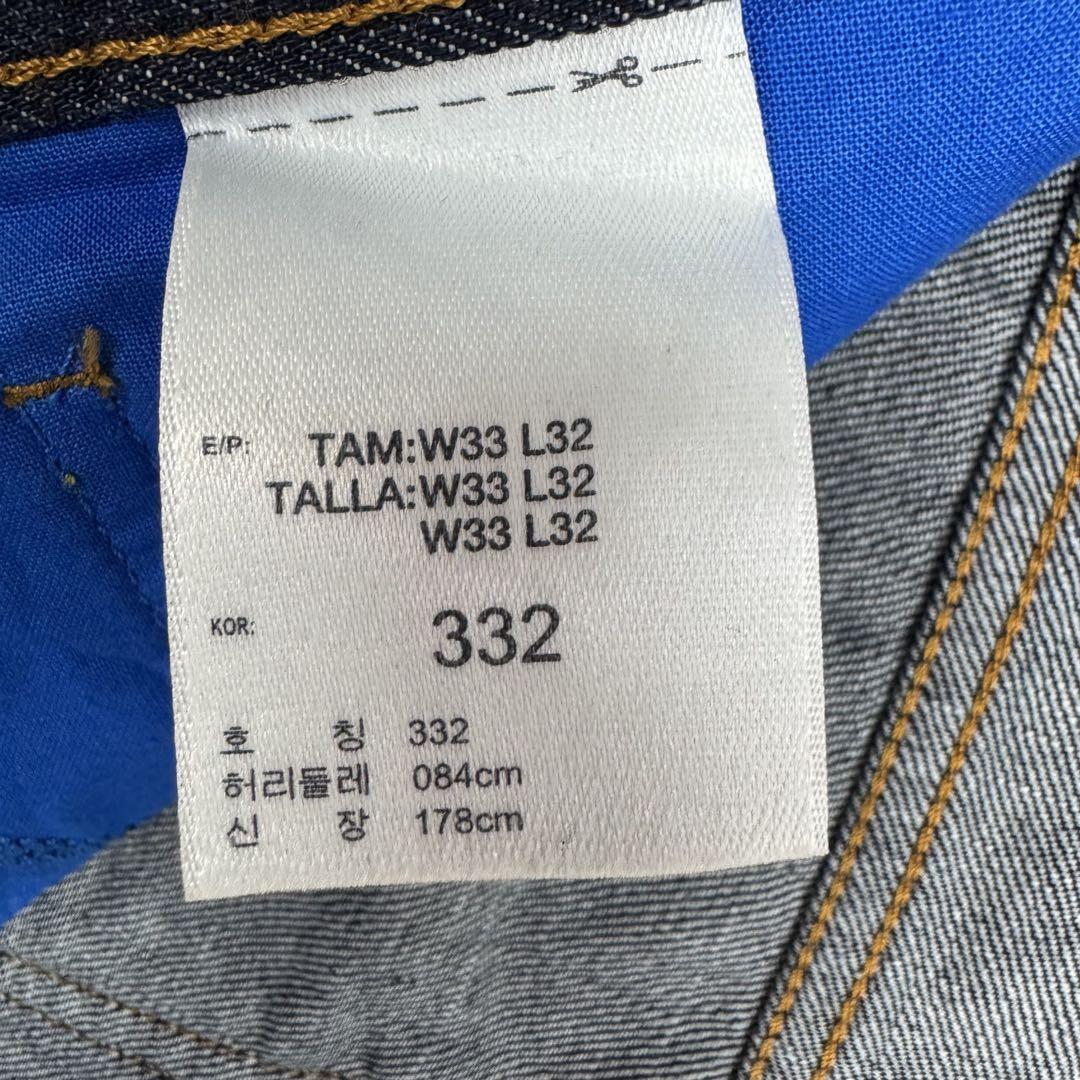 E/P: TAM:W33 L32
TALLA:W33 L32
W33 L32
KOR: 332
호 칭 332
허리둘레 084cm
신 장 178cm